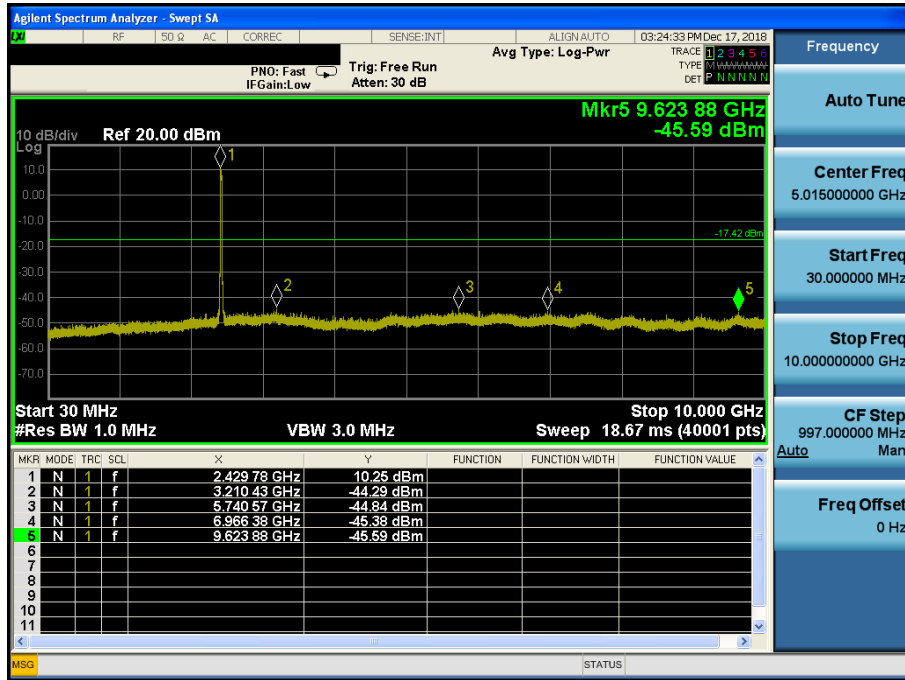 Agilent Spectrum Analyzer - Swept SA
LXI RF 50 Ω AC CORREC SENSE:INT ALIGN AUTO 03:24:33 PM Dec 17, 2018
Frequency
PNO: Fast
IFGain:Low
Trig: Free Run
Atten: 30 dB
Avg Type: Log-Pwr
TRACE 1 2 3 4 5 6
TYPE M
DET P N N N N N
Mkr5 9.623 88 GHz
-45.59 dBm
10 dB/div Ref 20.00 dBm
Log
10.0
0.00
-10.0
-20.0
-30.0
-40.0
-50.0
-60.0
-70.0
1
2
3
4
5
-17.42 dBm
Start 30 MHz Stop 10.000 GHz
#Res BW 1.0 MHz VBW 3.0 MHz Sweep 18.67 ms (40001 pts)
MKR MODE TRC SCL X Y FUNCTION FUNCTION WIDTH FUNCTION VALUE
1 N 1 f 2.429 78 GHz 10.25 dBm
2 N 1 f 3.210 43 GHz -44.29 dBm
3 N 1 f 5.740 57 GHz -44.84 dBm
4 N 1 f 6.966 38 GHz -45.38 dBm
5 N 1 f 9.623 88 GHz -45.59 dBm
6
7
8
9
10
11
MSG STATUS
Auto Tune
Center Freq
5.015000000 GHz
Start Freq
30.000000 MHz
Stop Freq
10.000000000 GHz
CF Step
997.000000 MHz
Auto Man
Freq Offset
0 Hz